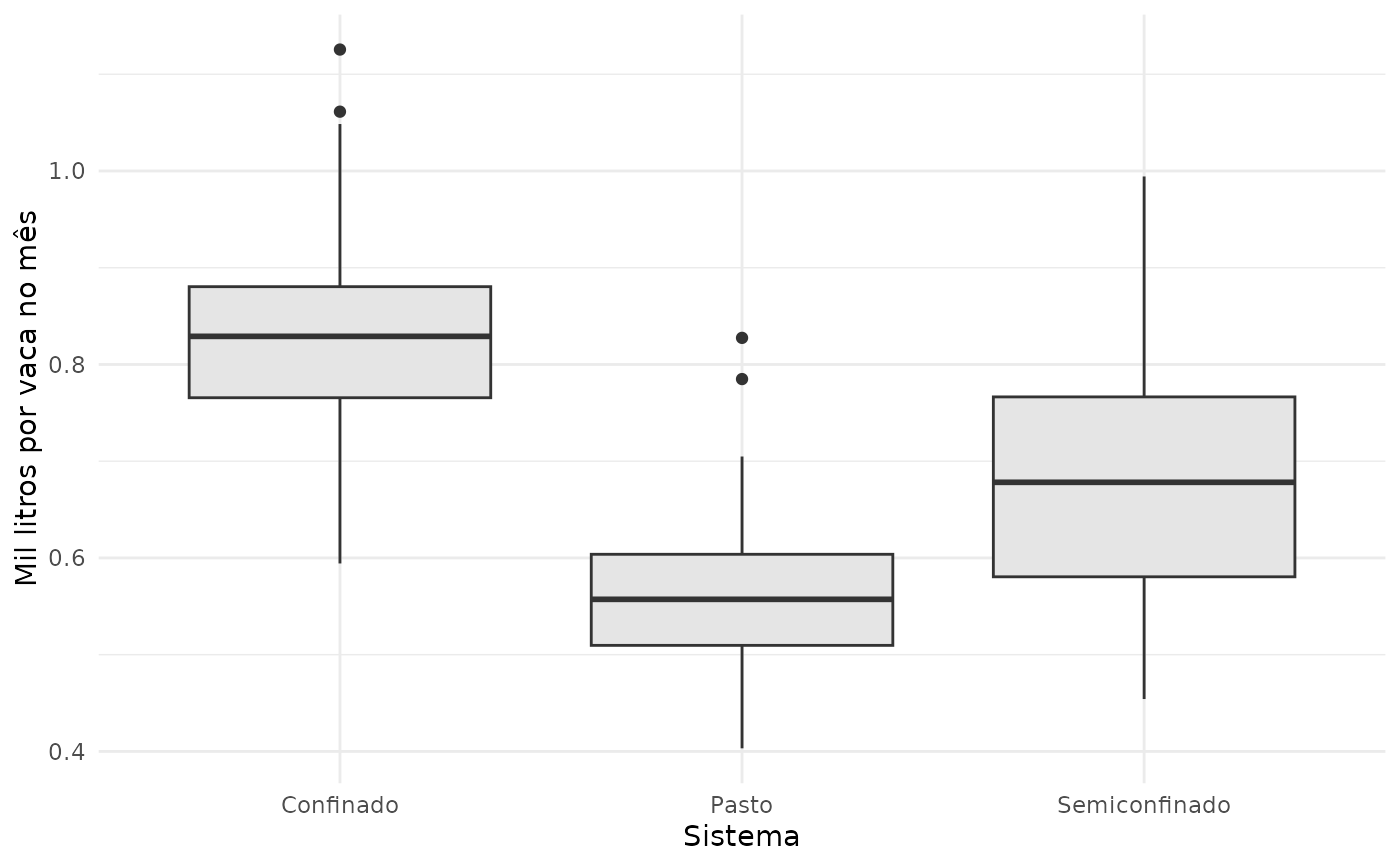 Mil litros por vaca no mês
1.0
0.8
0.6
0.4
Confinado
Pasto
Semiconfinado
Sistema